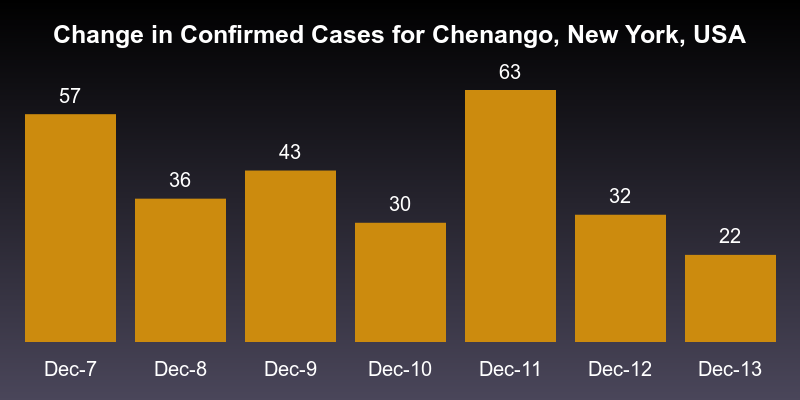 Change in Confirmed Cases for Chenango, New York, USA
57
36
43
30
63
32
22
Dec-7
Dec-8
Dec-9
Dec-10
Dec-11
Dec-12
Dec-13